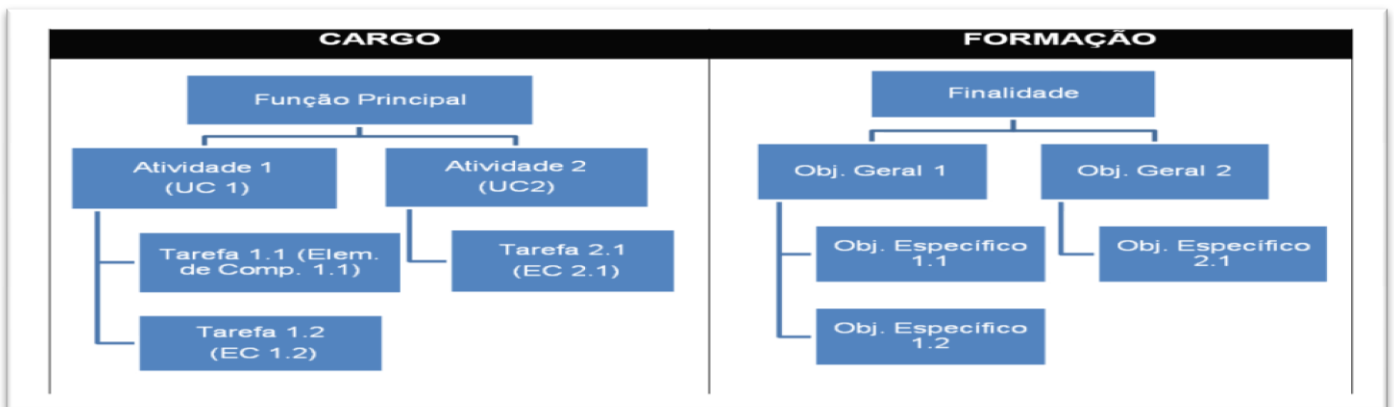 CARGO
Função Principal
Atividade 1
(UC 1)
Atividade 2
(UC2)
Tarefa 1.1 (Elem.
de Comp. 1.1)
Tarefa 2.1
(EC 2.1)
Tarefa 1.2
(EC 1.2)
FORMAÇÃO
Finalidade
Obj. Geral 1
Obj. Geral 2
Obj. Específico
1.1
Obj. Específico
2.1
Obj. Específico
1.2